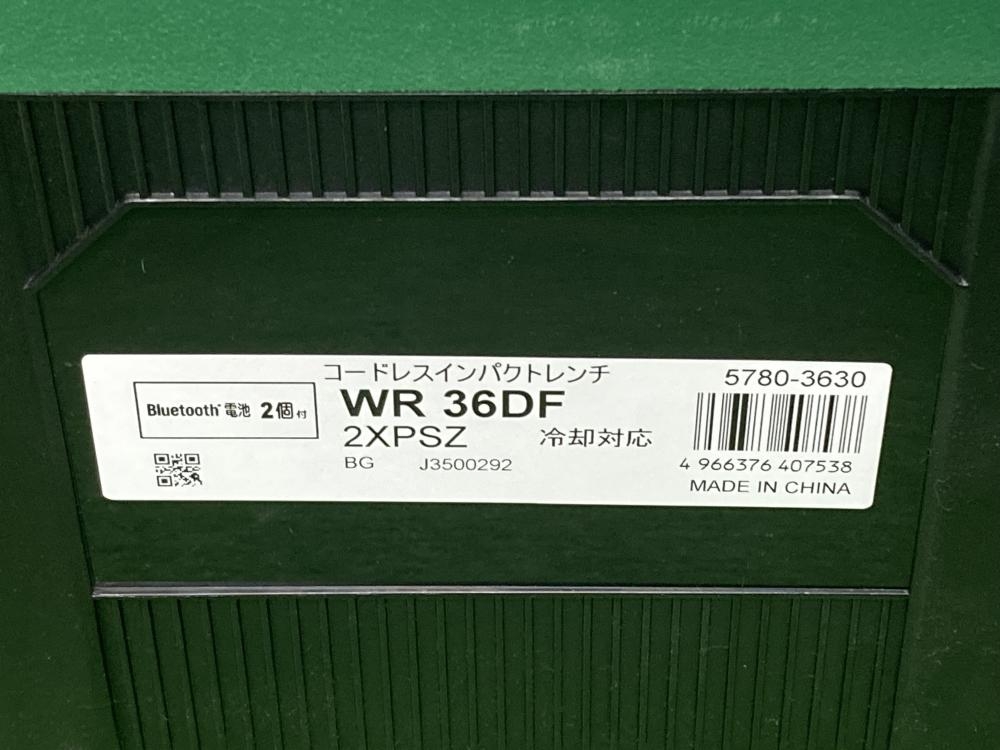 コードレスインパクトレンチ
5780-3630
Bluetooth 電池 2個付
WR 36DF
2XPSZ 冷却対応
BG J3500292
4 966376 407538
MADE IN CHINA